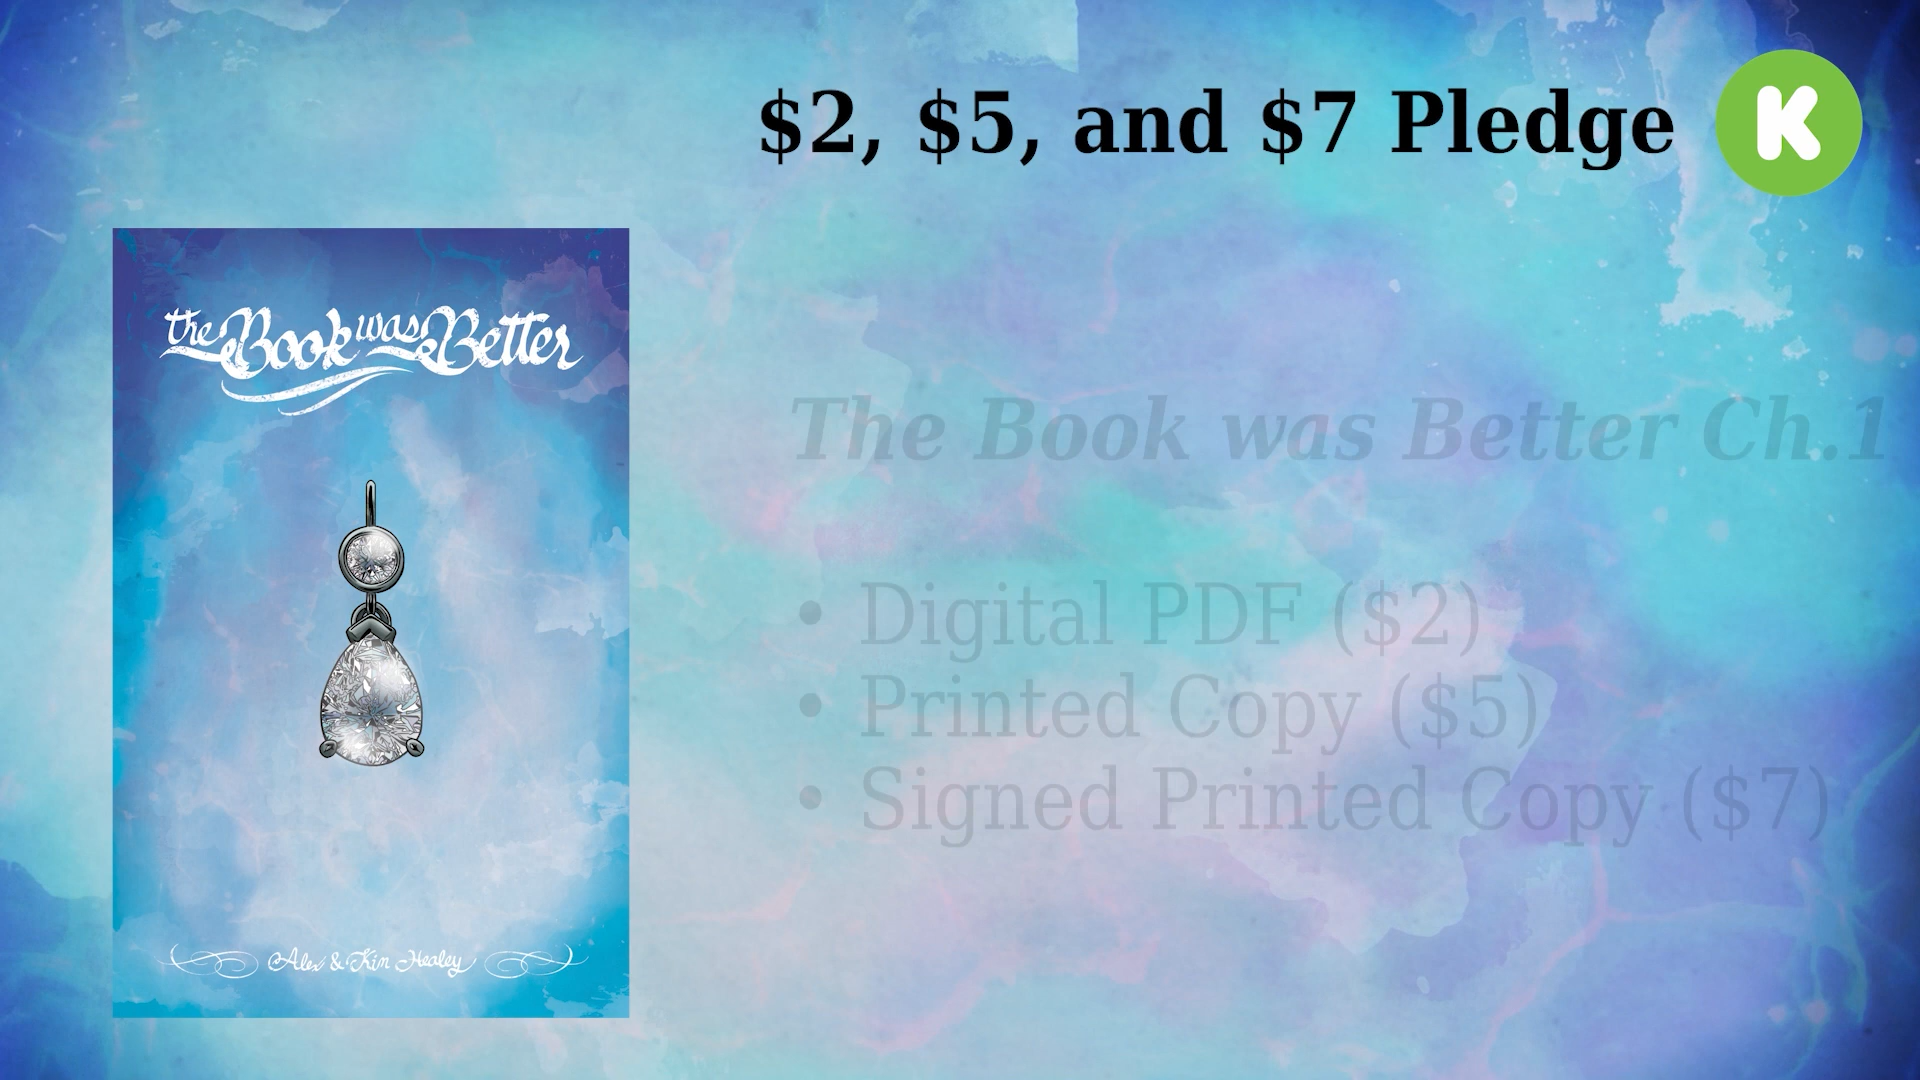 $2, $5, and $7 Pledge
K
the Book was Better
Alex & Kim Healey
The Book was Better Ch.1
• Digital PDF ($2)
• Printed Copy ($5)
• Signed Printed Copy ($7)